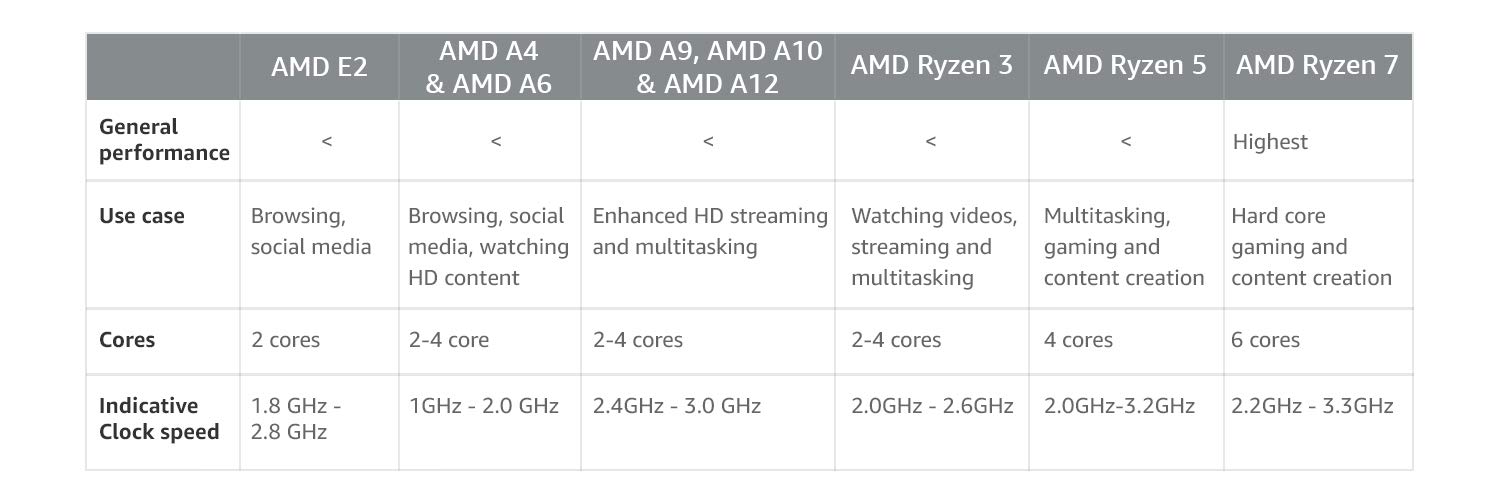 AMD E2
AMD A4
& AMD A6
AMD A9, AMD A10
& AMD A12
AMD Ryzen 3
AMD Ryzen 5
AMD Ryzen 7
General
performance
<
<
<
<
<
Highest
Use case
Browsing,
social media
Browsing, social
media, watching
HD content
Enhanced HD streaming
and multitasking
Watching videos,
streaming and
multitasking
Multitasking,
gaming and
content creation
Hard core
gaming and
content creation
Cores
2 cores
2-4 core
2-4 cores
2-4 cores
4 cores
6 cores
Indicative
Clock speed
1.8 GHz -
2.8 GHz
1GHz - 2.0 GHz
2.4GHz - 3.0 GHz
2.0GHz - 2.6GHz
2.0GHz-3.2GHz
2.2GHz - 3.3GHz